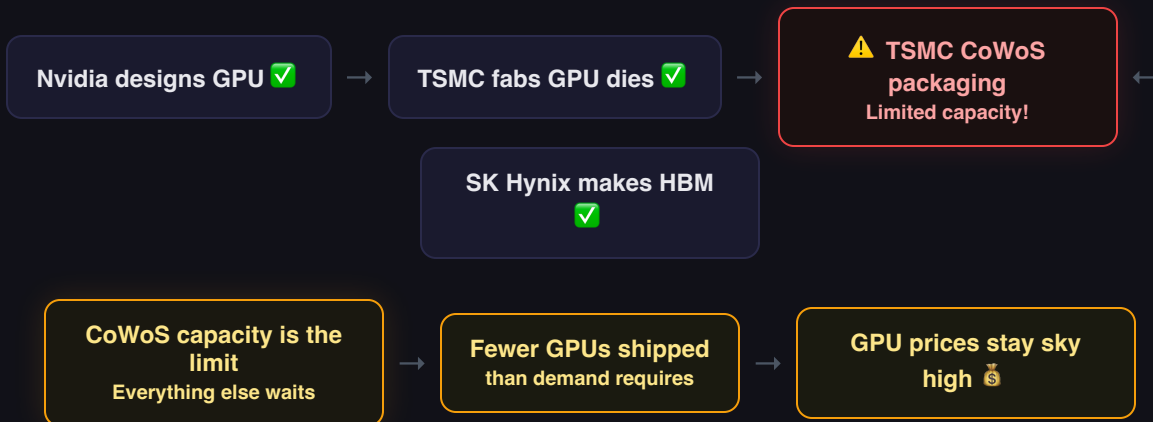 Nvidia designs GPU ✅
→
TSMC fabs GPU dies ✅
→
⚠️ TSMC CoWoS
packaging
Limited capacity!
←
SK Hynix makes HBM
✅
CoWoS capacity is the
limit
Everything else waits
→
Fewer GPUs shipped
than demand requires
→
GPU prices stay sky
high 💰